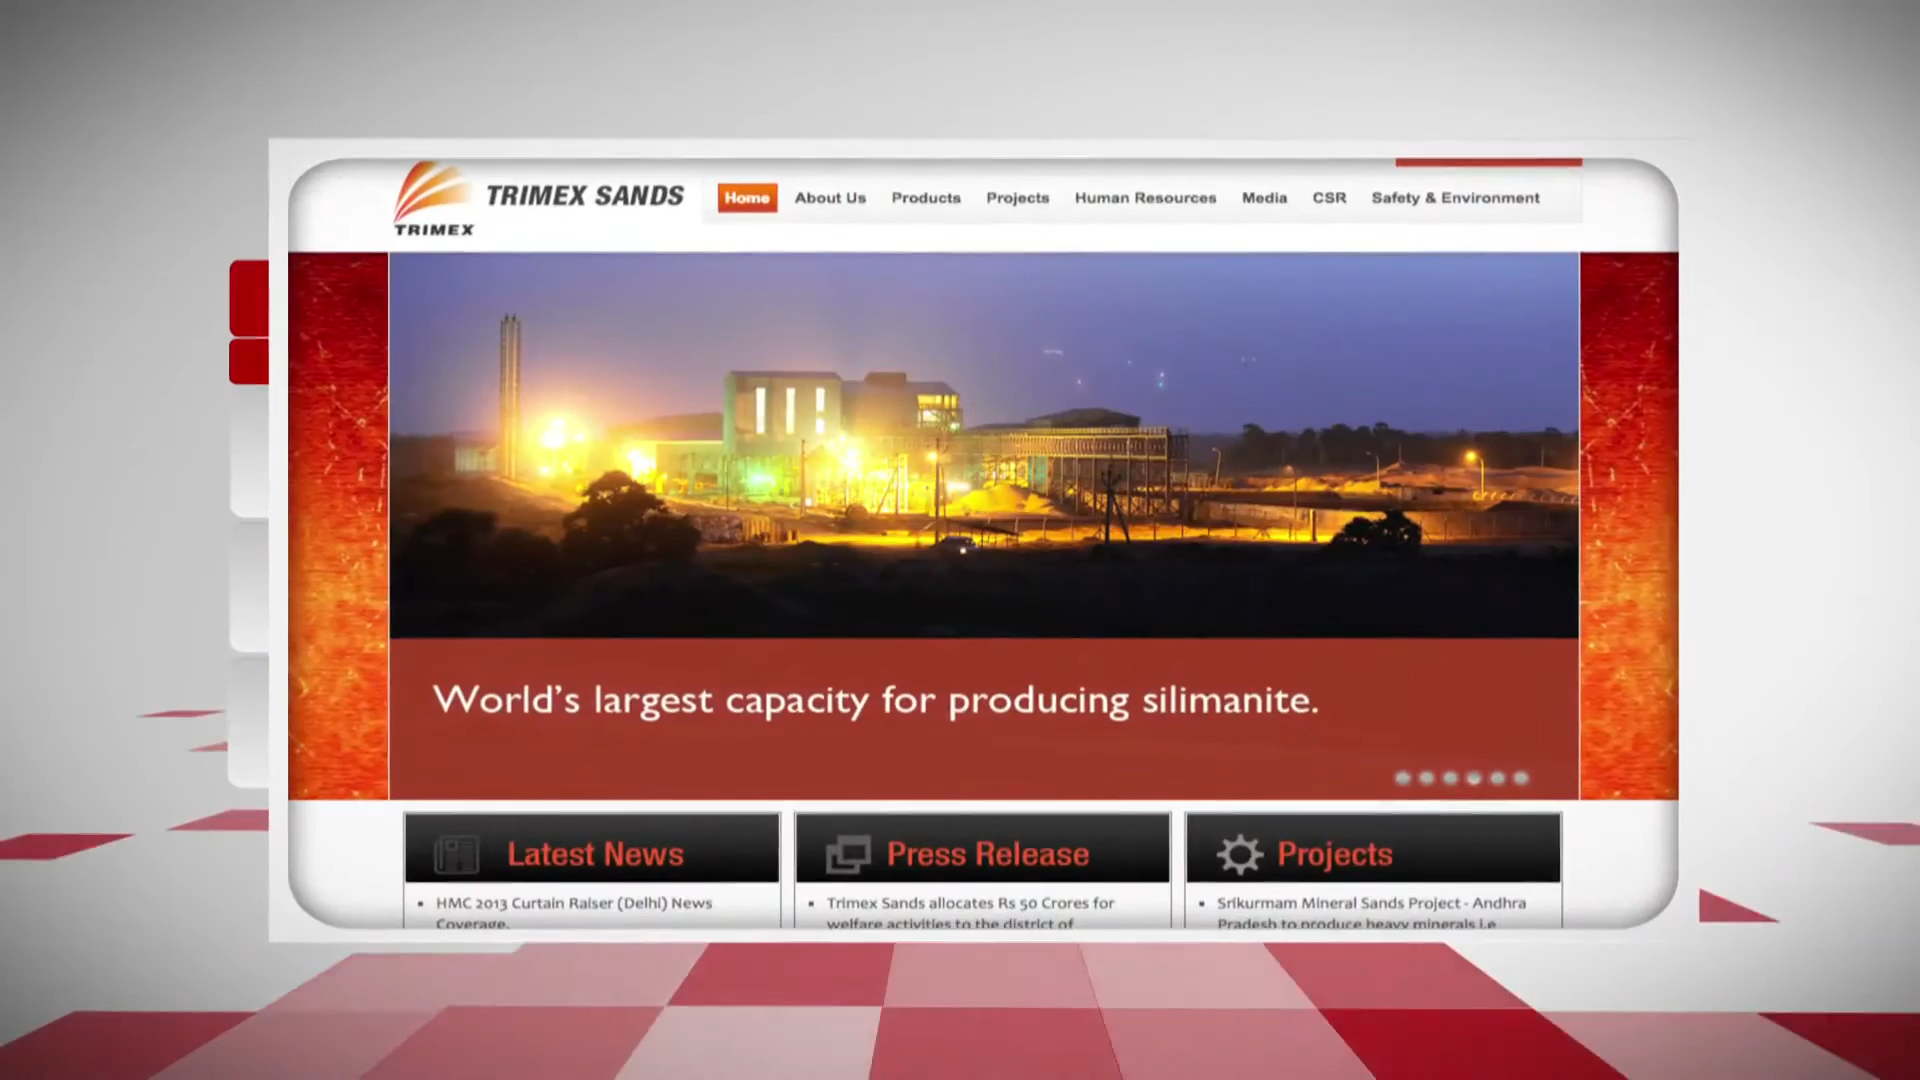 TRIMEX
TRIMEX SANDS
Home About Us Products Projects Human Resources Media CSR Safety & Environment
World's largest capacity for producing silimanite.
Latest News
HMC 2013 Curtain Raiser (Delhi) News
Coverage.
Press Release
Trimex Sands allocates Rs 50 Crores for
welfare activities to the district of
Projects
Srikurmam Mineral Sands Project - Andhra
Pradesh to produce heavy minerals i.e